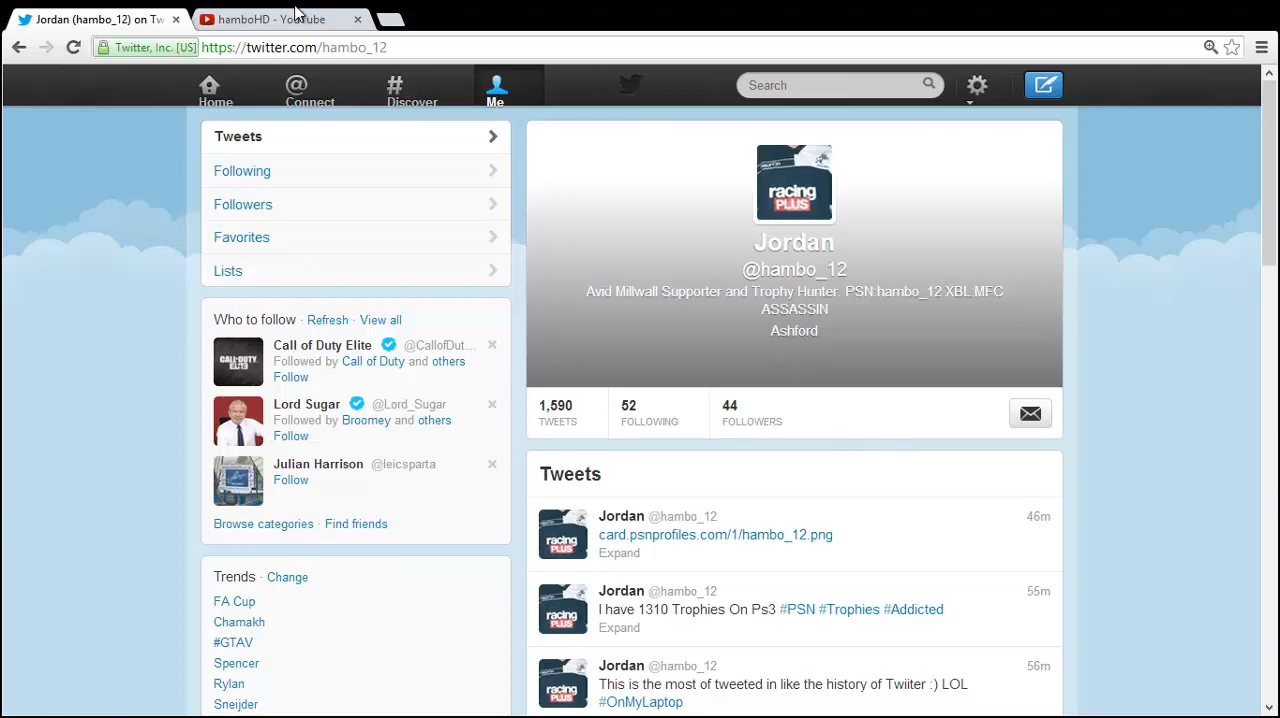 Jordan (hambo_12) on Tw
hamboHD - YouTube
Twitter, Inc. [US] https://twitter.com/hambo_12
Home
Connect
Discover
Me
Search
Tweets
Following
Followers
Favorites
Lists
Who to follow · Refresh · View all
Call of Duty Elite @CallofDut...
Followed by Call of Duty and others
Follow
Lord Sugar @Lord_Sugar
Followed by Broomey and others
Follow
Julian Harrison @leicsparta
Follow
Browse categories · Find friends
Trends · Change
FA Cup
Chamakh
#GTAV
Spencer
Rylan
Sneijder
racing
PLUS
Jordan
@hambo_12
Avid Millwall Supporter and Trophy Hunter. PSN:hambo_12 XBL:MFC
ASSASSIN
Ashford
1,590
TWEETS
52
FOLLOWING
44
FOLLOWERS
Tweets
Jordan @hambo_12 46m
card.psnprofiles.com/1/hambo_12.png
Expand
Jordan @hambo_12 55m
I have 1310 Trophies On Ps3 #PSN #Trophies #Addicted
Expand
Jordan @hambo_12 56m
This is the most of tweeted in like the history of Twiiter :) LOL
#OnMyLaptop